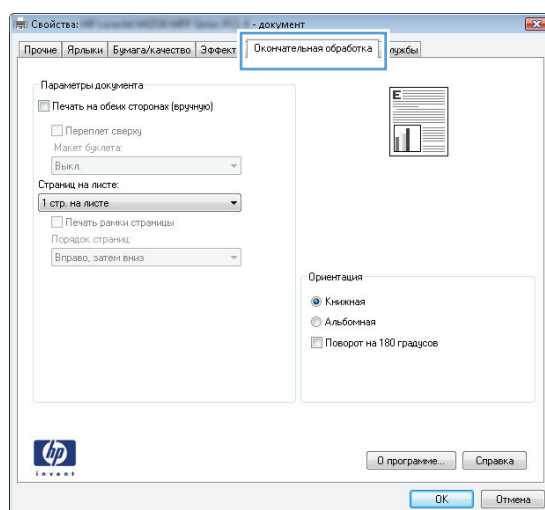 Свойства: - документ
Прочие Ярлыки Бумага/качество Эффект Окончательная обработка
Параметры документа
Печать на обеих сторонах (вручную)
Переплет сверху
Макет буклета:
Выкл.
Страниц на листе:
1 стр. на листе
Печать рамки страницы
Порядок страниц:
Вправо, затем вниз
E
Ориентация
Книжная
Альбомная
Поворот на 180 градусов
hp
invent
О программе... Справка
OK Отмена